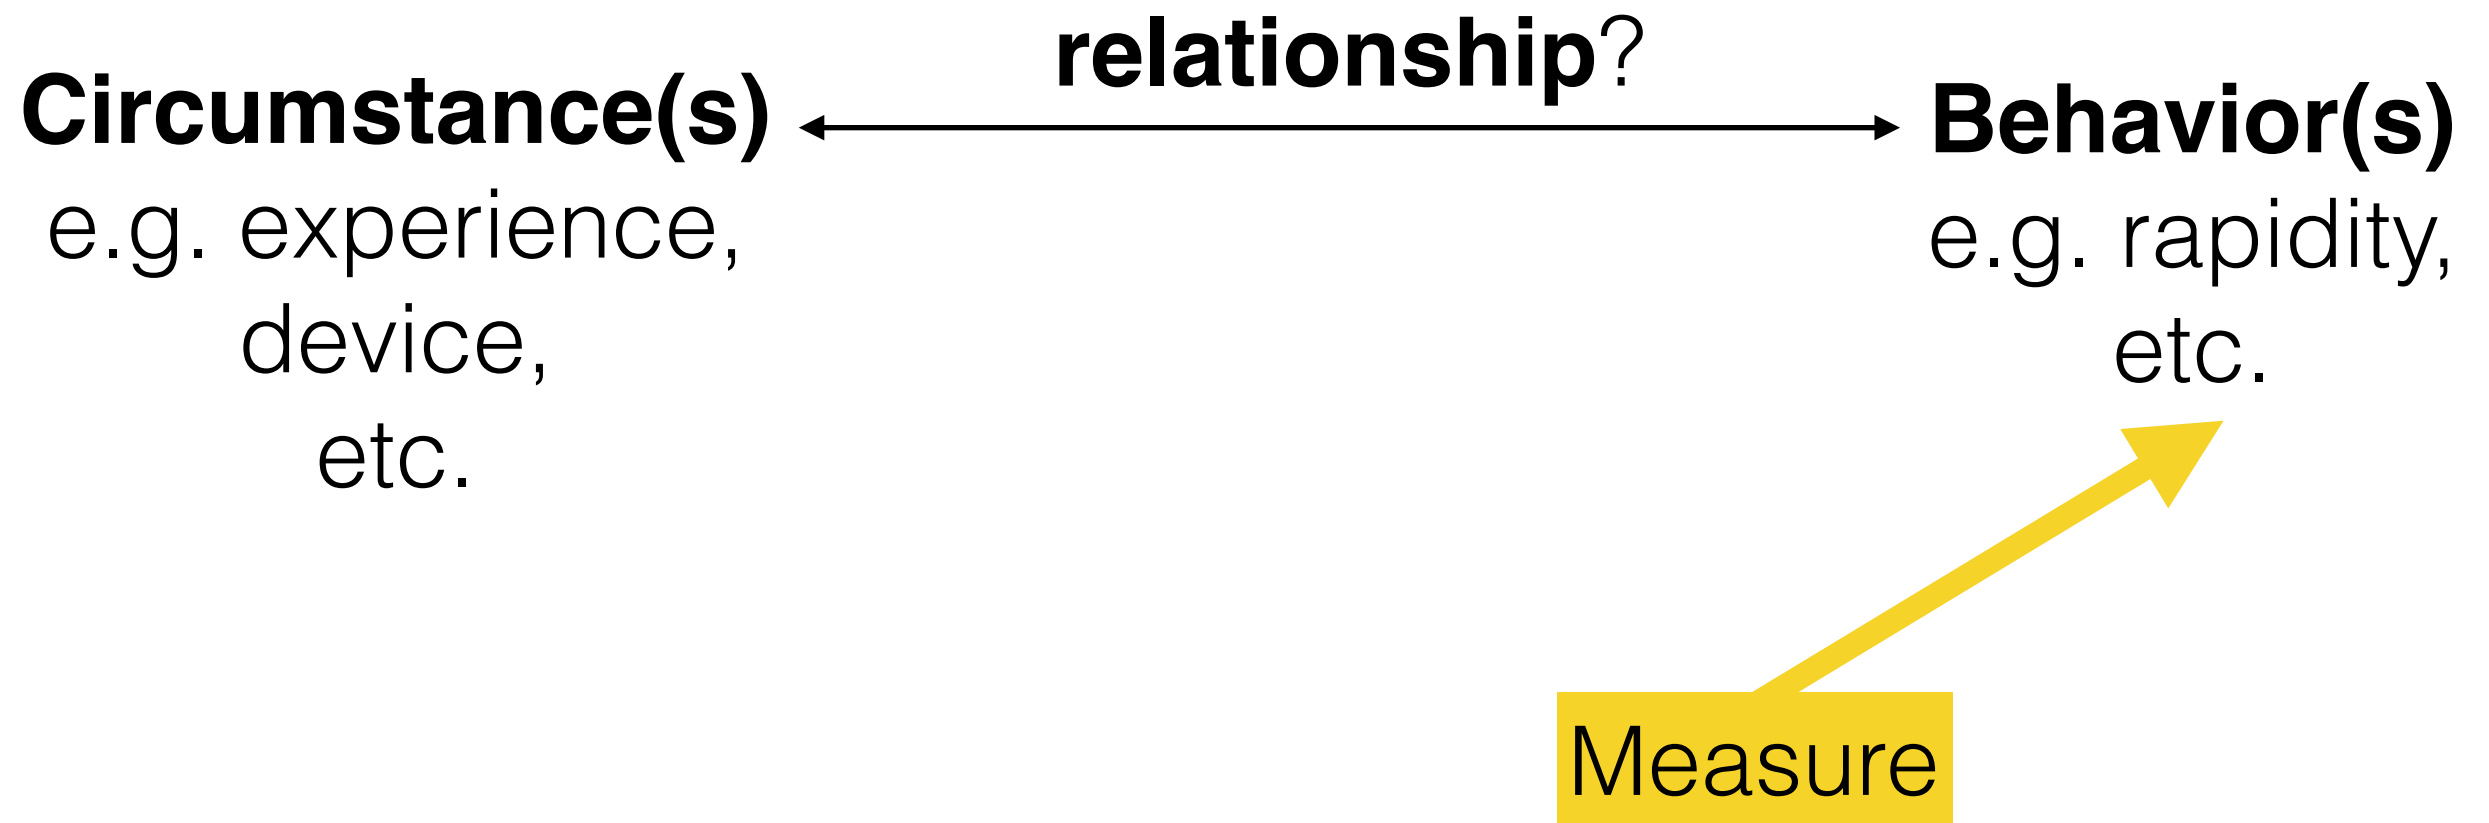 relationship?
Circumstance(s)
e.g. experience,
device,
etc.
Behavior(s)
e.g. rapidity,
etc.
Measure